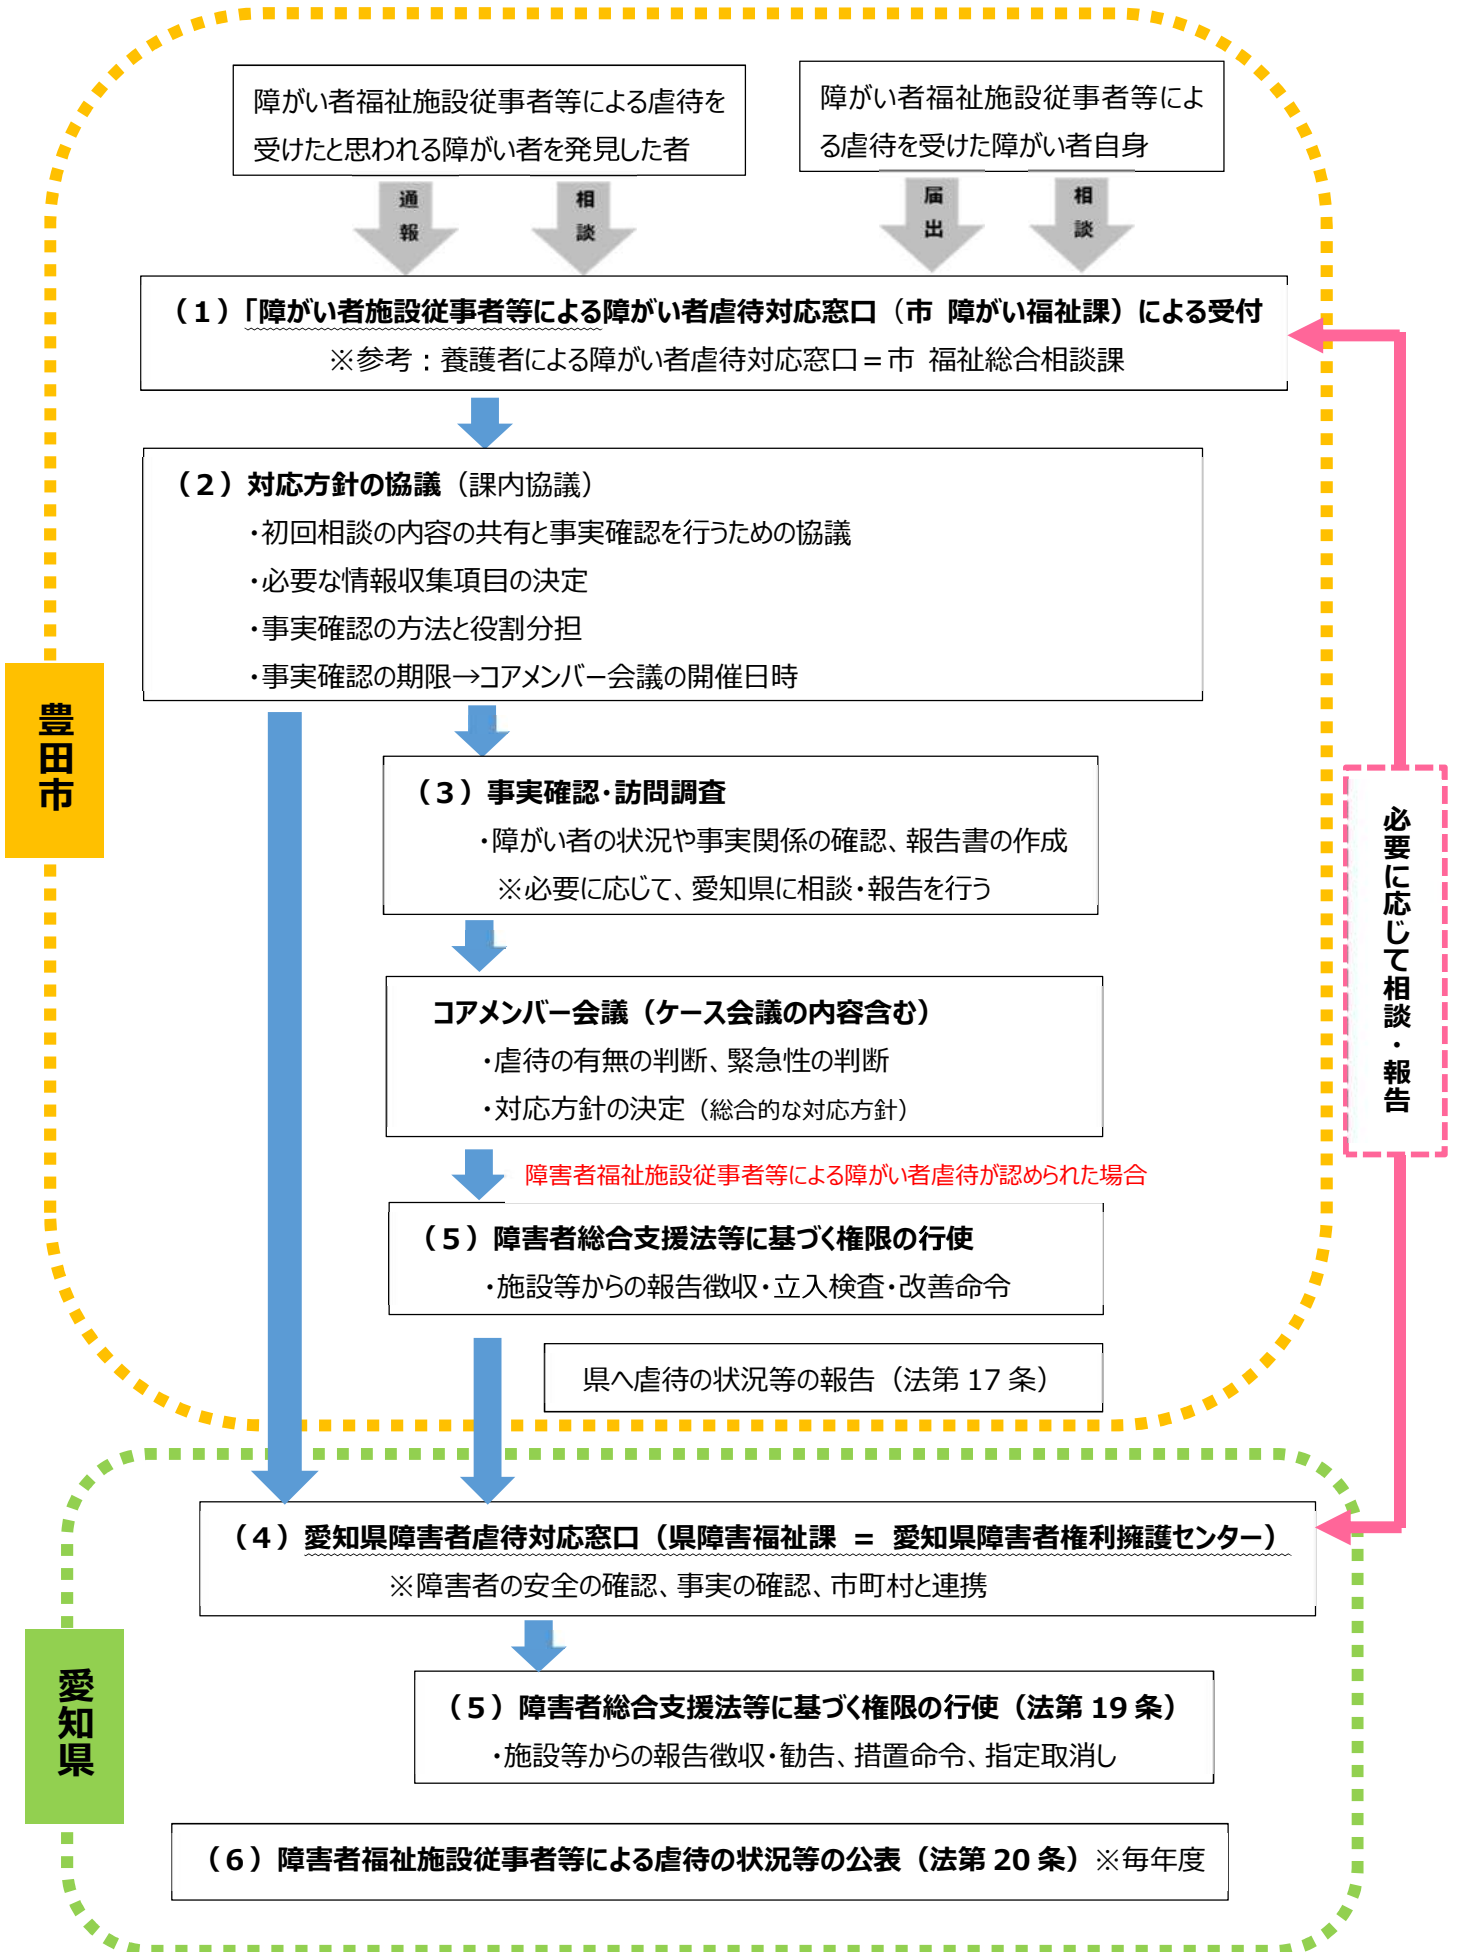 障がい者福祉施設従事者等による虐待を
受けたと思われる障がい者を発見した者
障がい者福祉施設従事者等によ
る虐待を受けた障がい者自身
通報
相談
届出
相談
（１）「障がい者施設従事者等による障がい者虐待対応窓口（市 障がい福祉課）による受付
※参考：養護者による障がい者虐待対応窓口＝市 福祉総合相談課
（２）対応方針の協議（課内協議）
・初回相談の内容の共有と事実確認を行うための協議
・必要な情報収集項目の決定
・事実確認の方法と役割分担
・事実確認の期限→コアメンバー会議の開催日時
豊田市
（３）事実確認・訪問調査
・障がい者の状況や事実関係の確認、報告書の作成
※必要に応じて、愛知県に相談・報告を行う
必要に応じて相談・報告
コアメンバー会議（ケース会議の内容含む）
・虐待の有無の判断、緊急性の判断
・対応方針の決定（総合的な対応方針）
障害者福祉施設従事者等による障がい者虐待が認められた場合
（５）障害者総合支援法等に基づく権限の行使
・施設等からの報告徴収・立入検査・改善命令
県へ虐待の状況等の報告（法第 17 条）
（４）愛知県障害者虐待対応窓口（県障害福祉課 ＝ 愛知県障害者権利擁護センター）
※障害者の安全の確認、事実の確認、市町村と連携
愛知県
（５）障害者総合支援法等に基づく権限の行使（法第 19 条）
・施設等からの報告徴収・勧告、措置命令、指定取消し
（６）障害者福祉施設従事者等による虐待の状況等の公表（法第 20 条）※毎年度